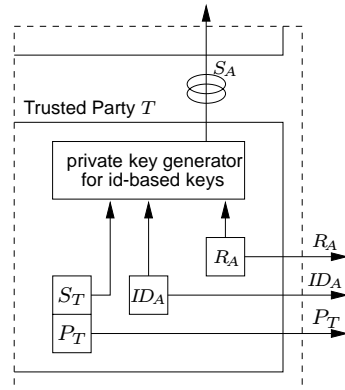 S_A
Trusted Party T
private key generator
for id-based keys
R_A
R_A
S_T
ID_A
ID_A
P_T
P_T